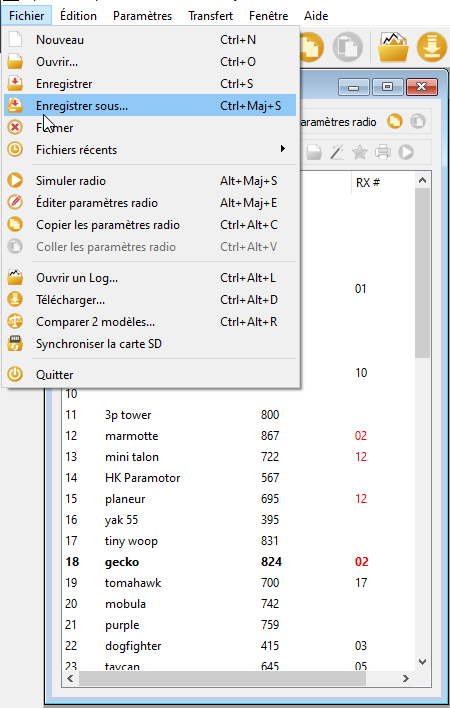 Fichier Édition Paramètres Transfert Fenêtre Aide
Nouveau Ctrl+N
Ouvrir... Ctrl+O
Enregistrer Ctrl+S
Enregistrer sous... Ctrl+Maj+S
Fermer
Fichiers récents
Simuler radio Alt+Maj+S
Éditer paramètres radio Alt+Maj+E
Copier les paramètres radio Ctrl+Alt+C
Coller les paramètres radio Ctrl+Alt+V
Ouvrir un Log... Ctrl+Alt+L
Télécharger... Ctrl+Alt+D
Comparer 2 modèles... Ctrl+Alt+R
Synchroniser la carte SD
Quitter
aramètres radio
RX #
01
10
10
11 3p tower 800
12 marmotte 867 02
13 mini talon 722 12
14 HK Paramotor 567
15 planeur 695 12
16 yak 55 395
17 tiny woop 831
18 gecko 824 02
19 tomahawk 700 17
20 mobula 742
21 purple 759
22 dogfighter 415 03
23 taycan 645 05